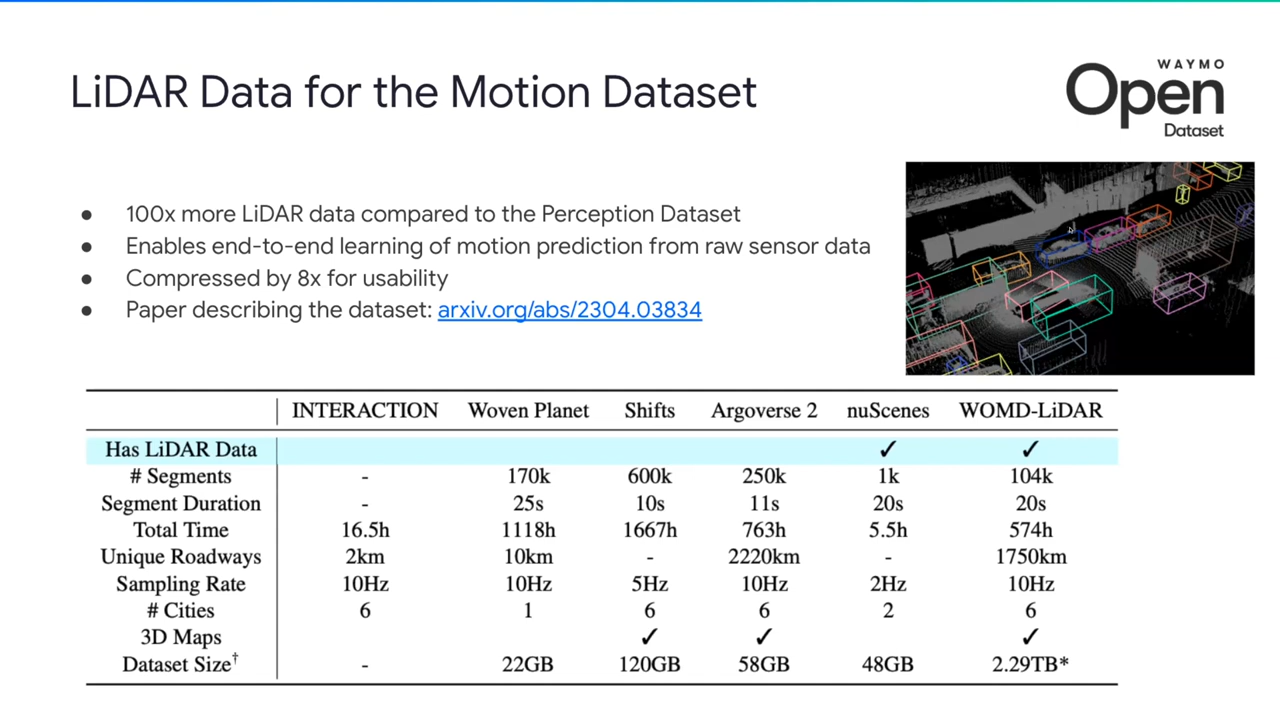 LiDAR Data for the Motion Dataset
WAYMO
Open
Dataset
● 100x more LiDAR data compared to the Perception Dataset
● Enables end-to-end learning of motion prediction from raw sensor data
● Compressed by 8x for usability
● Paper describing the dataset: arxiv.org/abs/2304.03834
INTERACTION Woven Planet Shifts Argoverse 2 nuScenes WOMD-LiDAR
Has LiDAR Data ✓ ✓
# Segments - 170k 600k 250k 1k 104k
Segment Duration - 25s 10s 11s 20s 20s
Total Time 16.5h 1118h 1667h 763h 5.5h 574h
Unique Roadways 2km 10km - 2220km - 1750km
Sampling Rate 10Hz 10Hz 5Hz 10Hz 2Hz 10Hz
# Cities 6 1 6 6 2 6
3D Maps ✓ ✓ ✓
Dataset Size† - 22GB 120GB 58GB 48GB 2.29TB*